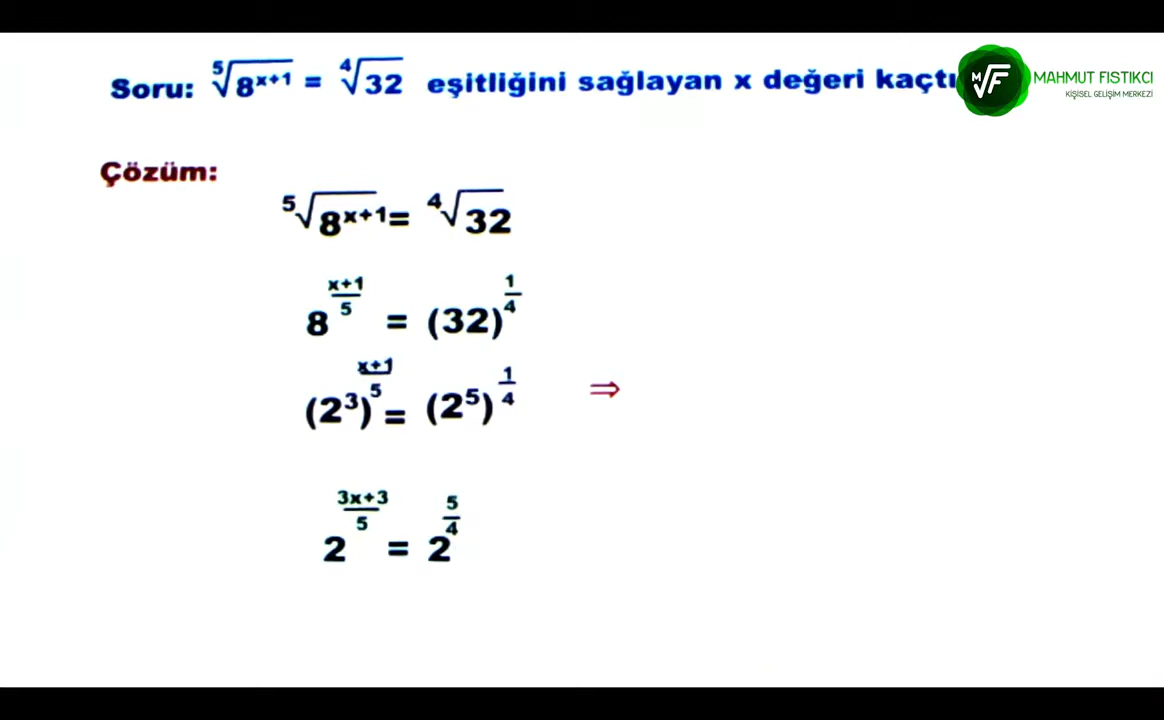 Soru: ⁵√8ˣ⁺¹ = ⁴√32 eşitliğini sağlayan x değeri kaçtı
MAHMUT FISTIKCI
KİŞİSEL GELİŞİM MERKEZİ
Çözüm:
⁵√8ˣ⁺¹ = ⁴√32
8^((x+1)/5) = (32)^(1/4)
(2³)^((x+1)/5) = (2⁵)^(1/4) ⇒
2^((3x+3)/5) = 2^(5/4)